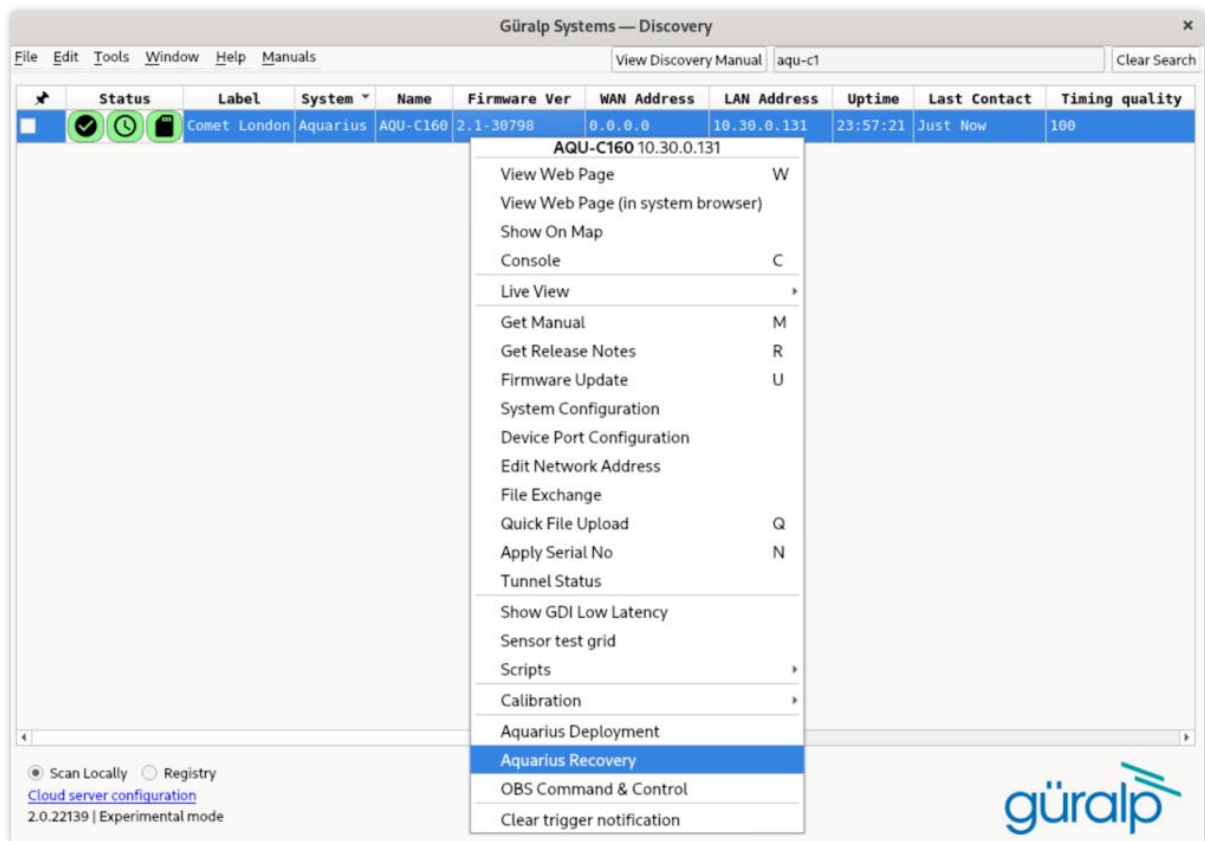 Güralp Systems — Discovery ×
File Edit Tools Window Help Manuals View Discovery Manual aqu-c1 Clear Search
Status Label System Name Firmware Ver WAN Address LAN Address Uptime Last Contact Timing quality
Comet London Aquarius AQU-C160 2.1-30798 0.0.0.0 10.30.0.131 23:57:21 Just Now 100
AQU-C160 10.30.0.131
View Web Page W
View Web Page (in system browser)
Show On Map
Console C
Live View
Get Manual M
Get Release Notes R
Firmware Update U
System Configuration
Device Port Configuration
Edit Network Address
File Exchange
Quick File Upload Q
Apply Serial No N
Tunnel Status
Show GDI Low Latency
Sensor test grid
Scripts
Calibration
Aquarius Deployment
Aquarius Recovery
OBS Command & Control
Clear trigger notification
Scan Locally Registry
Cloud server configuration
2.0.22139 | Experimental mode
güralp